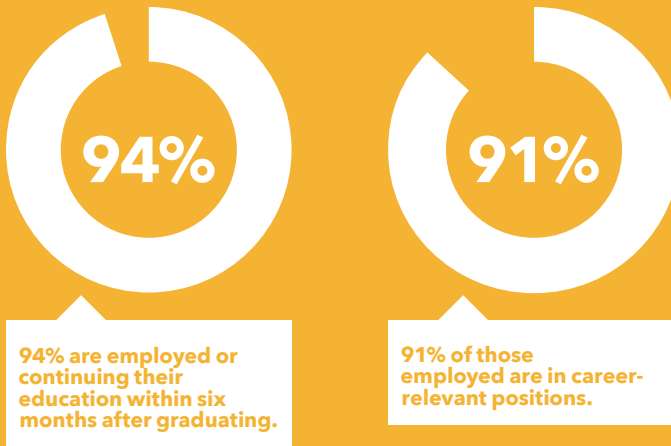 94%
94% are employed or
continuing their
education within six
months after graduating.
91%
91% of those
employed are in career-
relevant positions.